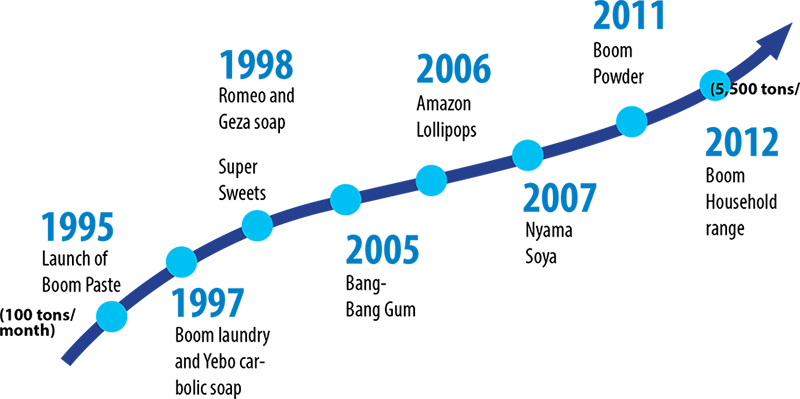 1995
Launch of
Boom Paste
(100 tons/
month)
1997
Boom laundry
and Yebo car-
bolic soap
1998
Romeo and
Geza soap
Super
Sweets
2005
Bang-
Bang Gum
2006
Amazon
Lollipops
2007
Nyama
Soya
2011
Boom
Powder
(5,500 tons/
2012
Boom
Household
range